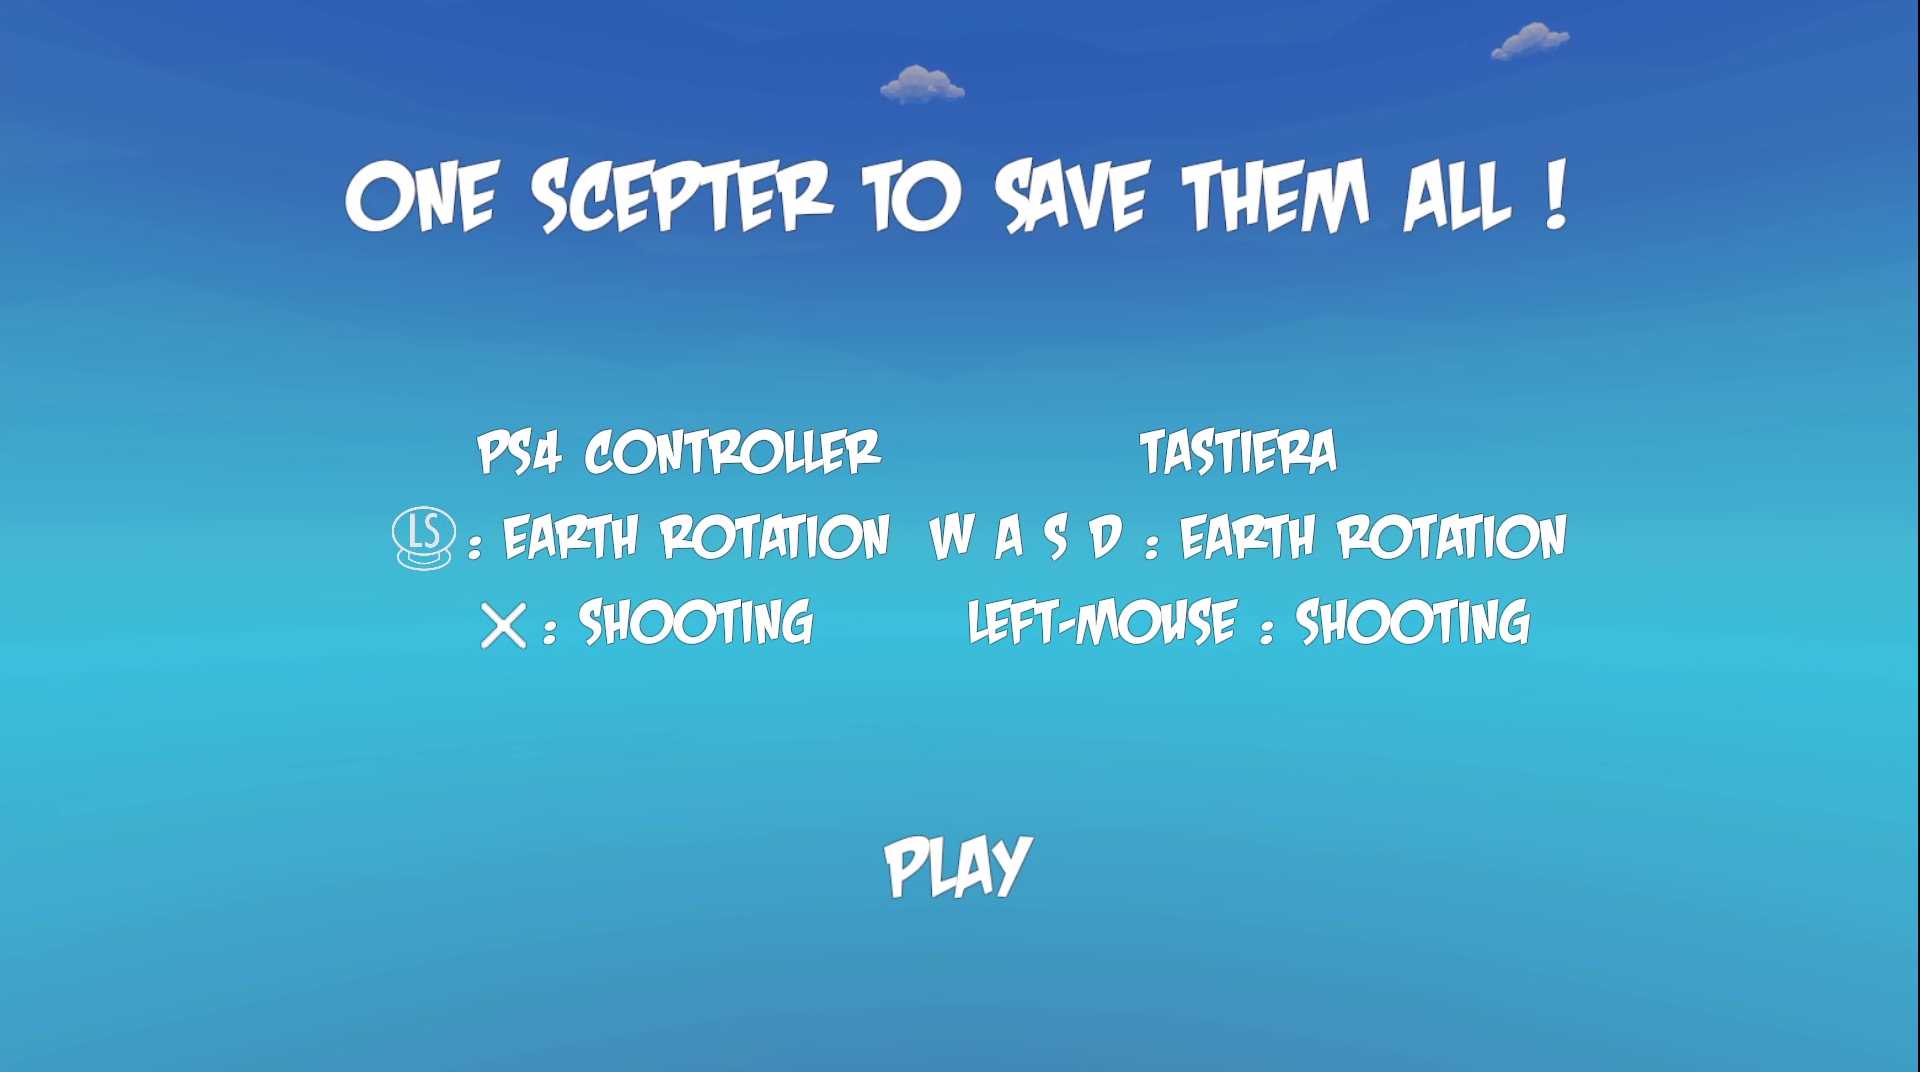 ONE SCEPTER TO SAVE THEM ALL !
PS4 CONTROLLER
LS : EARTH ROTATION
X : SHOOTING
TASTIERA
W A S D : EARTH ROTATION
LEFT-MOUSE : SHOOTING
PLAY